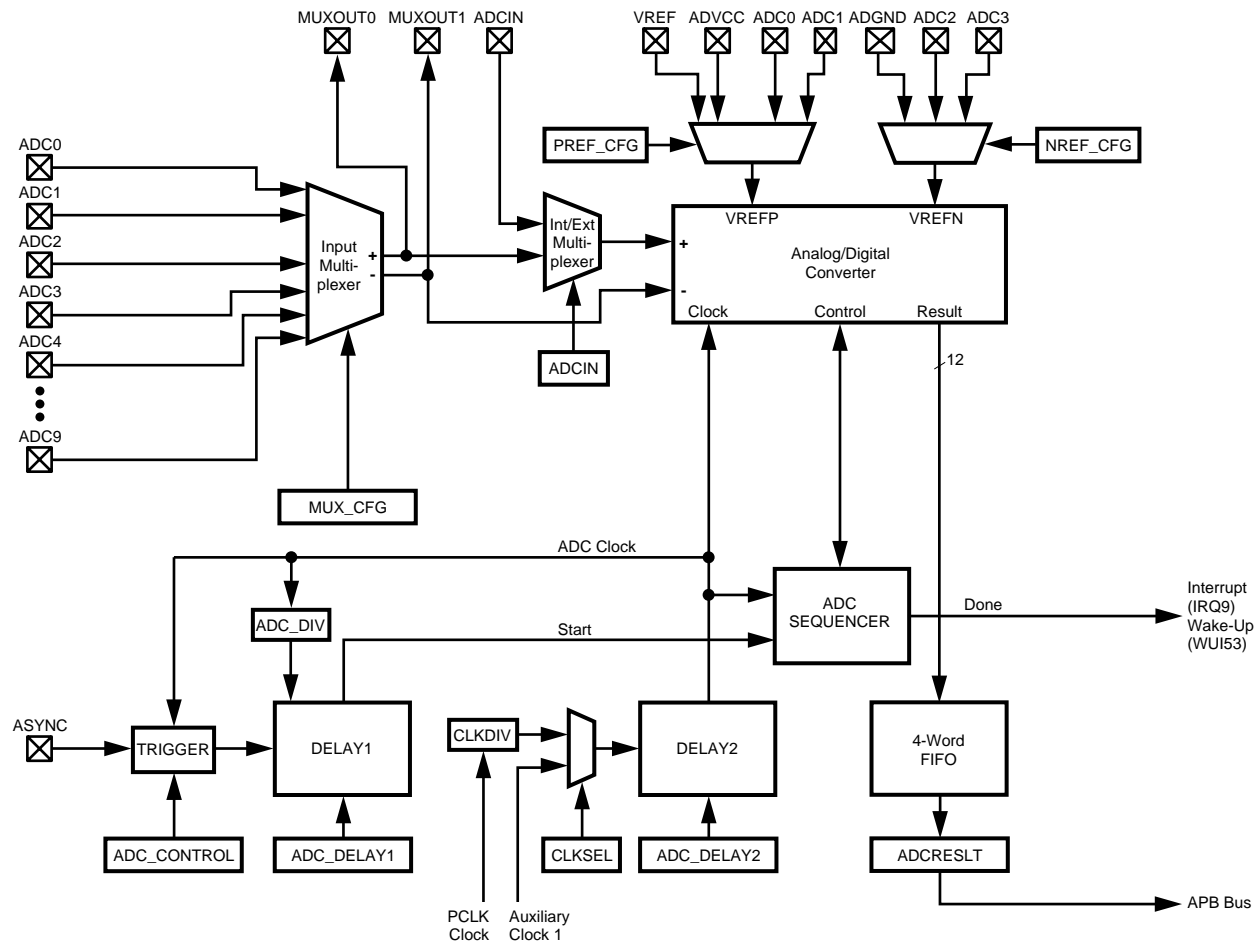 MUXOUT0
MUXOUT1
ADCIN
VREF
ADVCC
ADC0
ADC1
ADGND
ADC2
ADC3
PREF_CFG
NREF_CFG
ADC0
ADC1
ADC2
ADC3
ADC4
ADC9
Input
Multi-
plexer
+
-
Int/Ext
Multi-
plexer
VREFP
VREFN
+
-
Analog/Digital
Converter
Clock
Control
Result
12
ADCIN
MUX_CFG
ADC Clock
ADC_DIV
Start
ADC
SEQUENCER
Done
Interrupt
(IRQ9)
Wake-Up
(WUI53)
ASYNC
TRIGGER
DELAY1
CLKDIV
DELAY2
4-Word
FIFO
ADC_CONTROL
ADC_DELAY1
CLKSEL
ADC_DELAY2
ADCRESLT
PCLK
Clock
Auxiliary
Clock 1
APB Bus